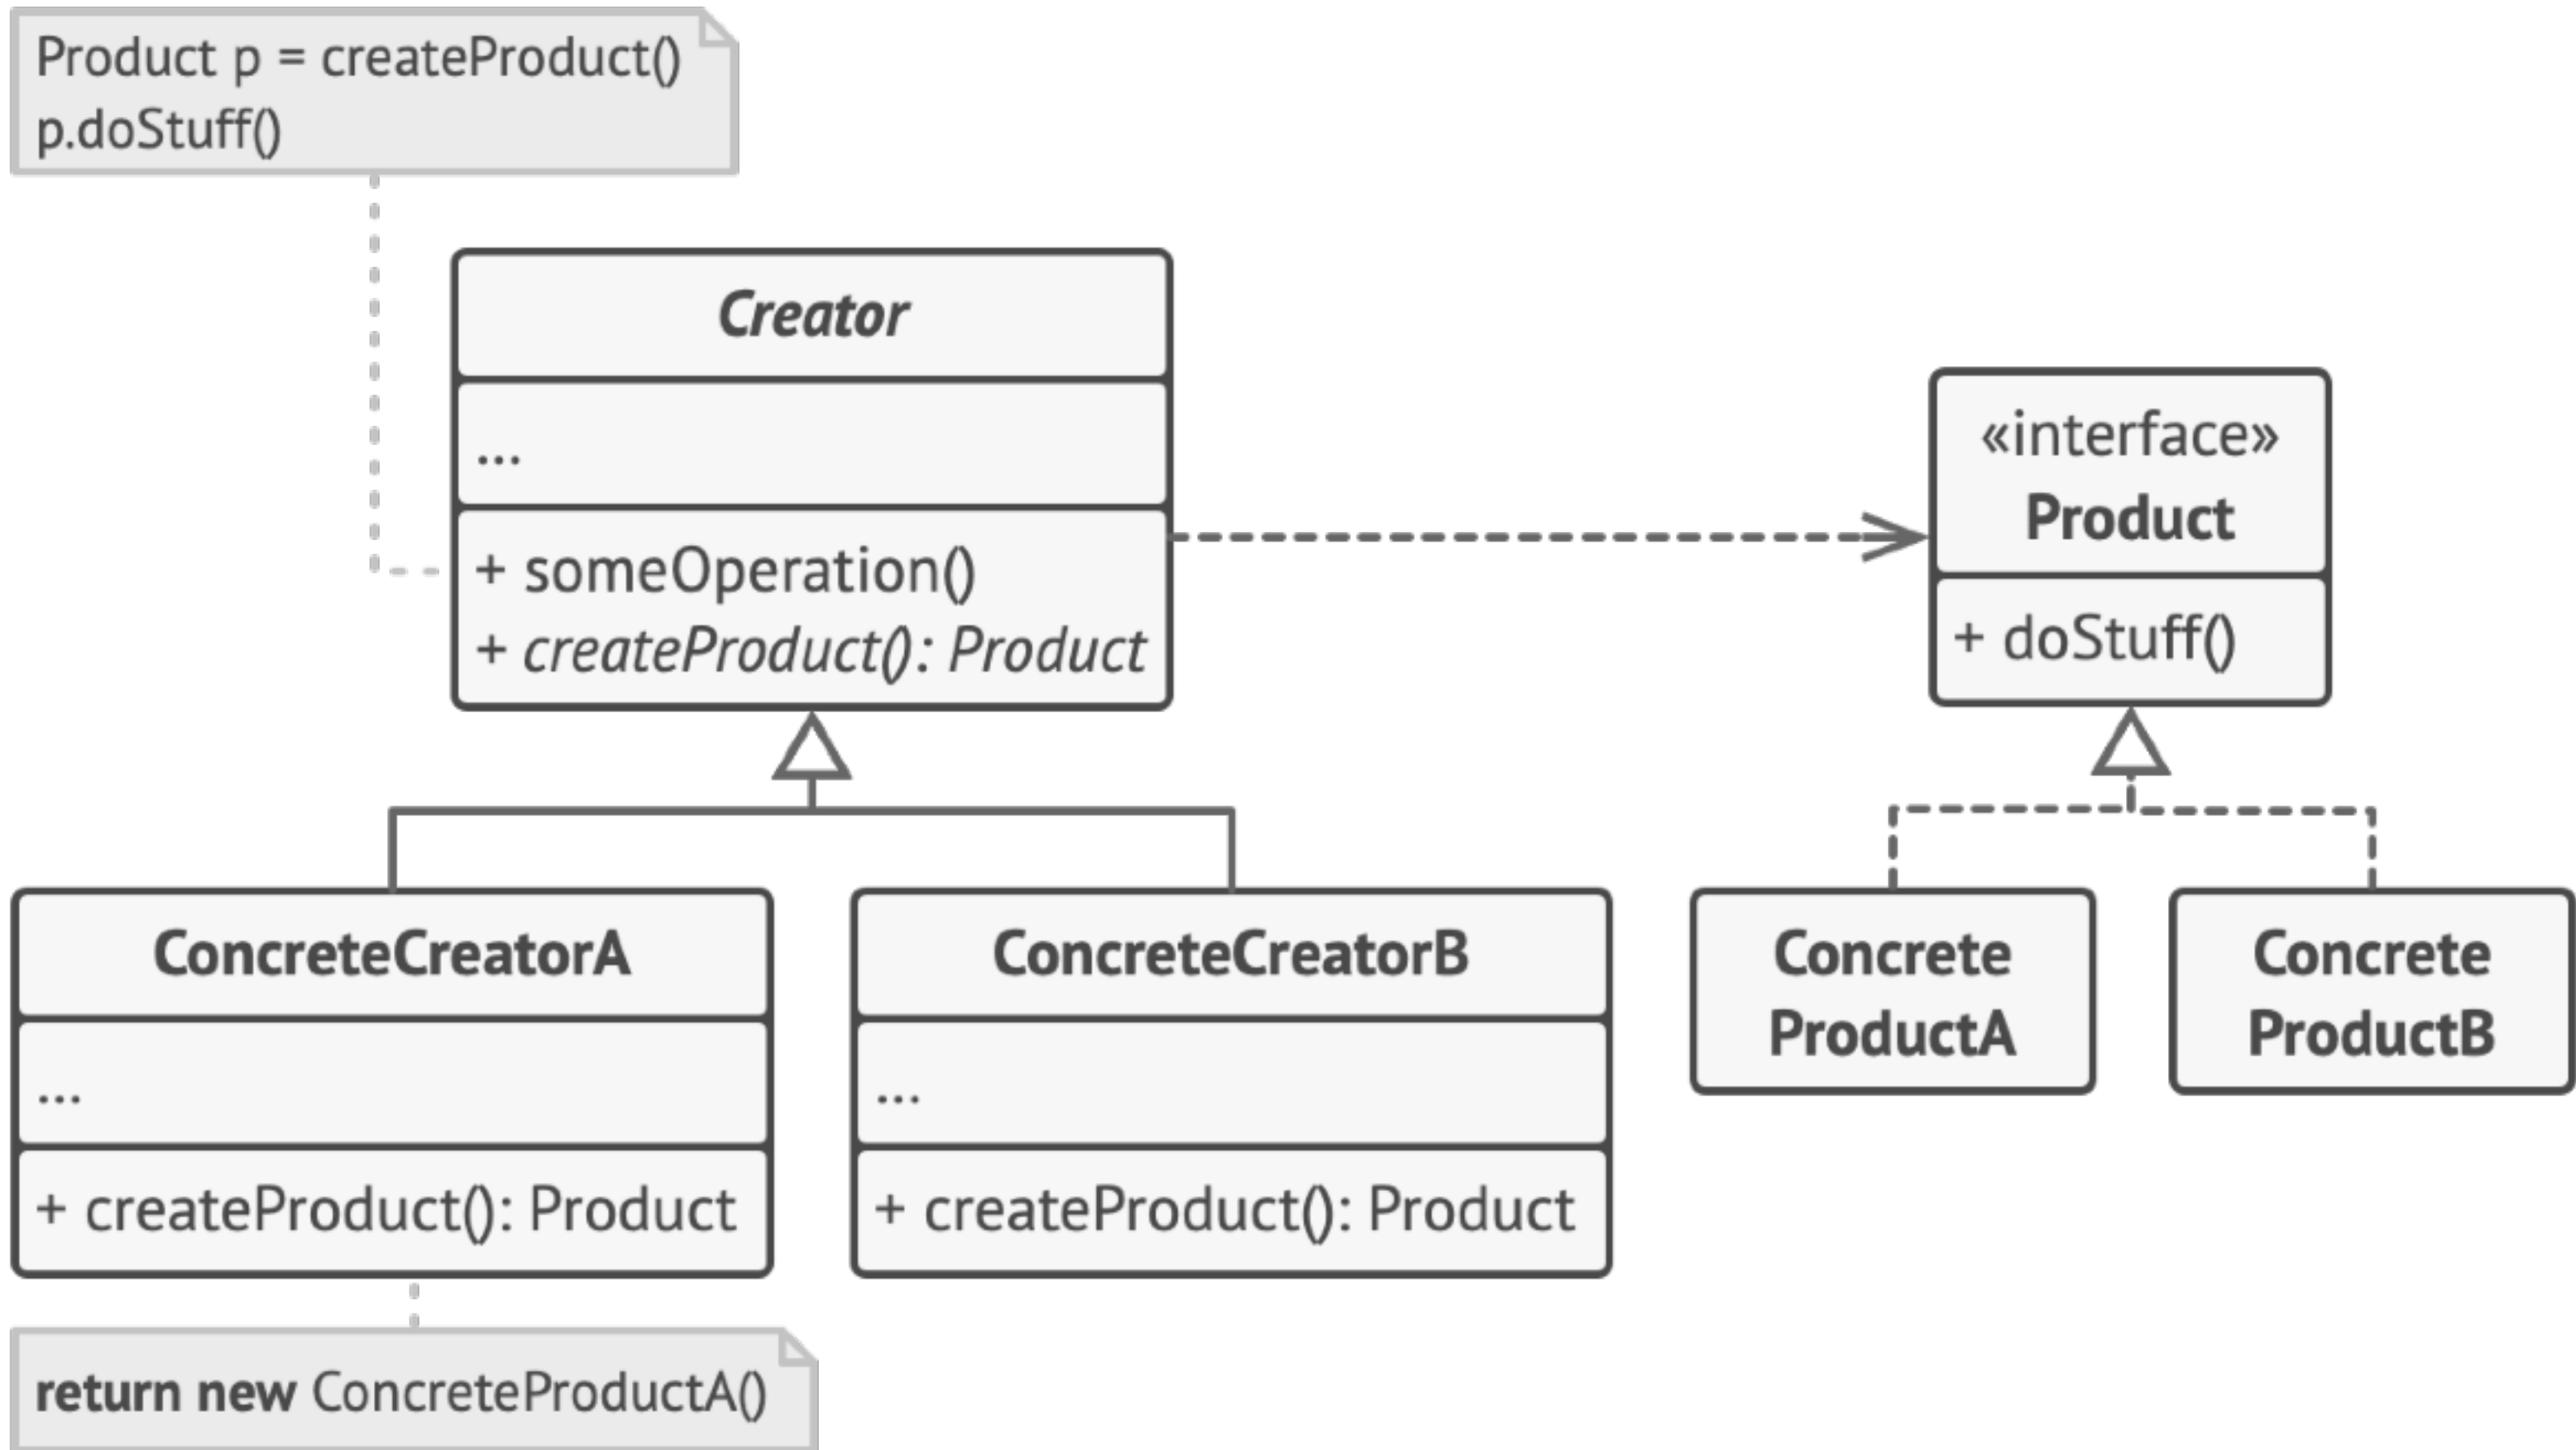 Product p = createProduct()
p.doStuff()
Creator
...
+ someOperation()
+ createProduct(): Product
«interface»
Product
+ doStuff()
ConcreteCreatorA
...
+ createProduct(): Product
ConcreteCreatorB
...
+ createProduct(): Product
Concrete
ProductA
Concrete
ProductB
return new ConcreteProductA()